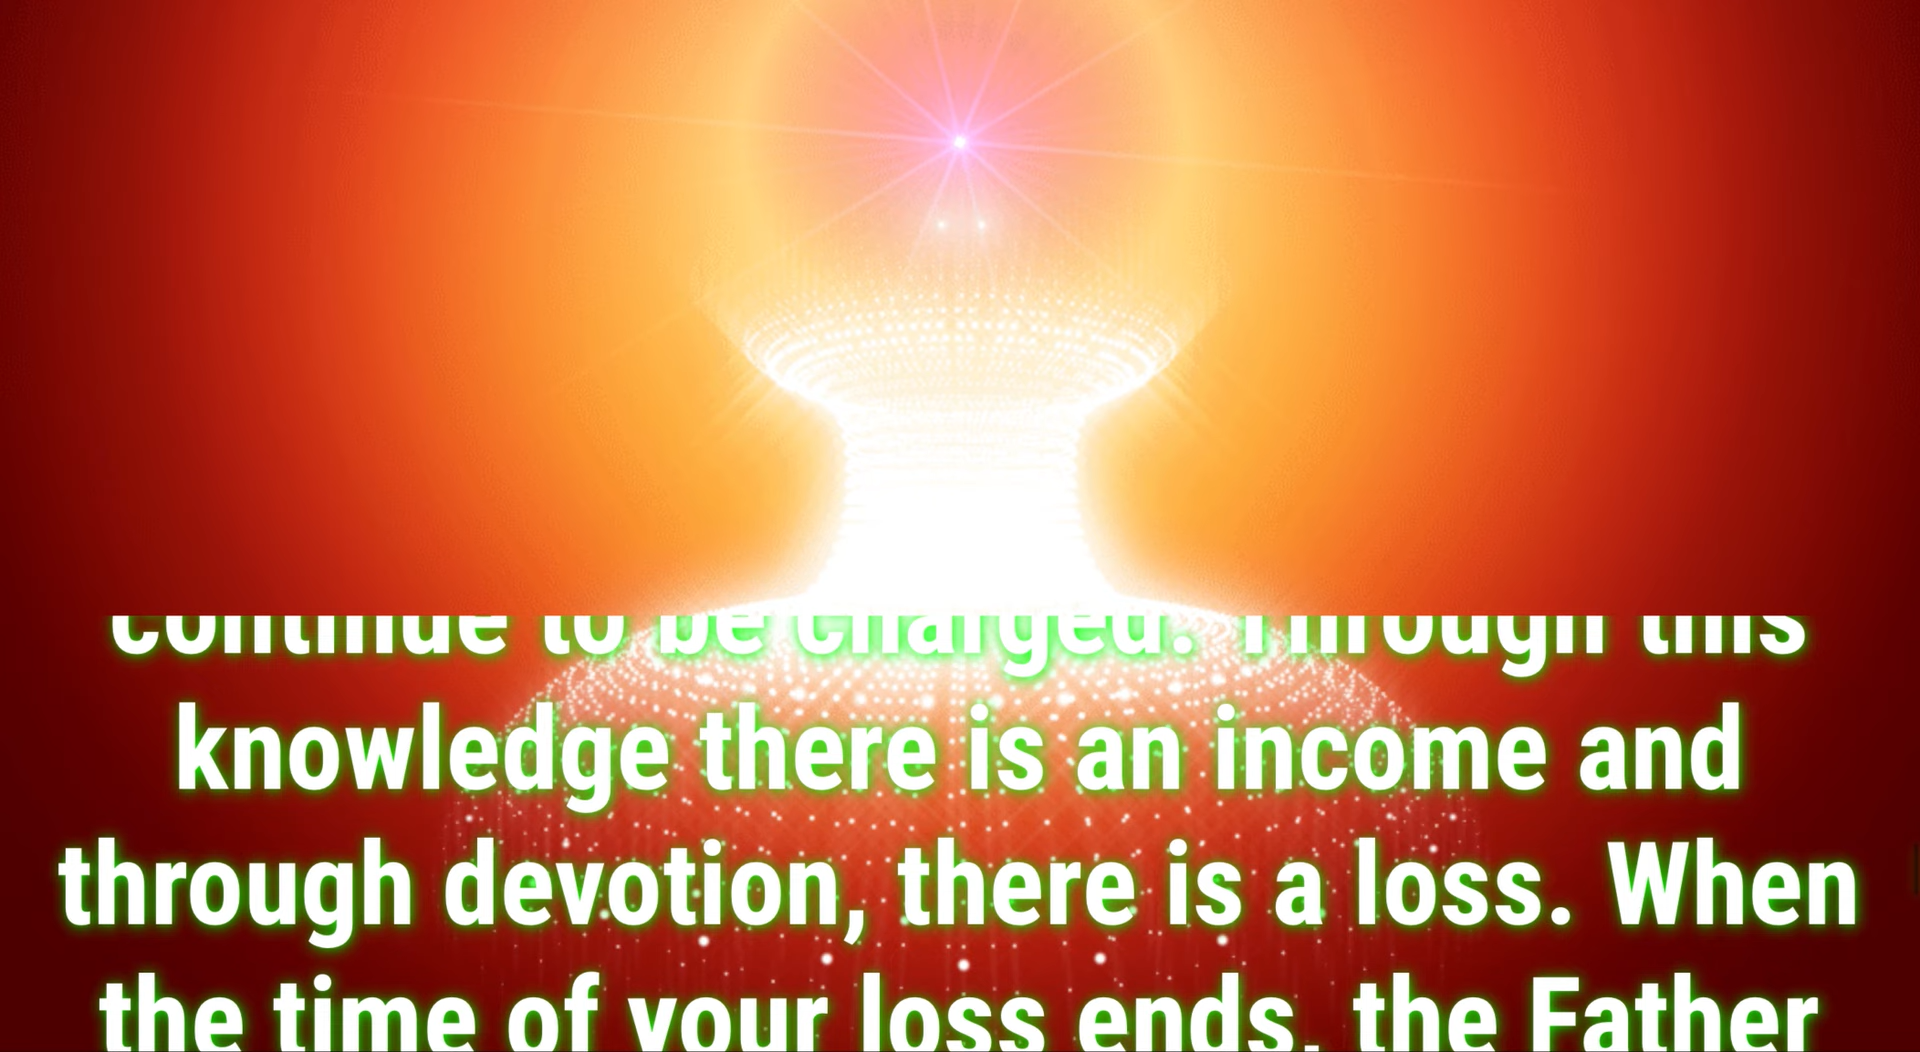 continue to be charged. Through this
knowledge there is an income and
through devotion, there is a loss. When
the time of your loss ends, the Father